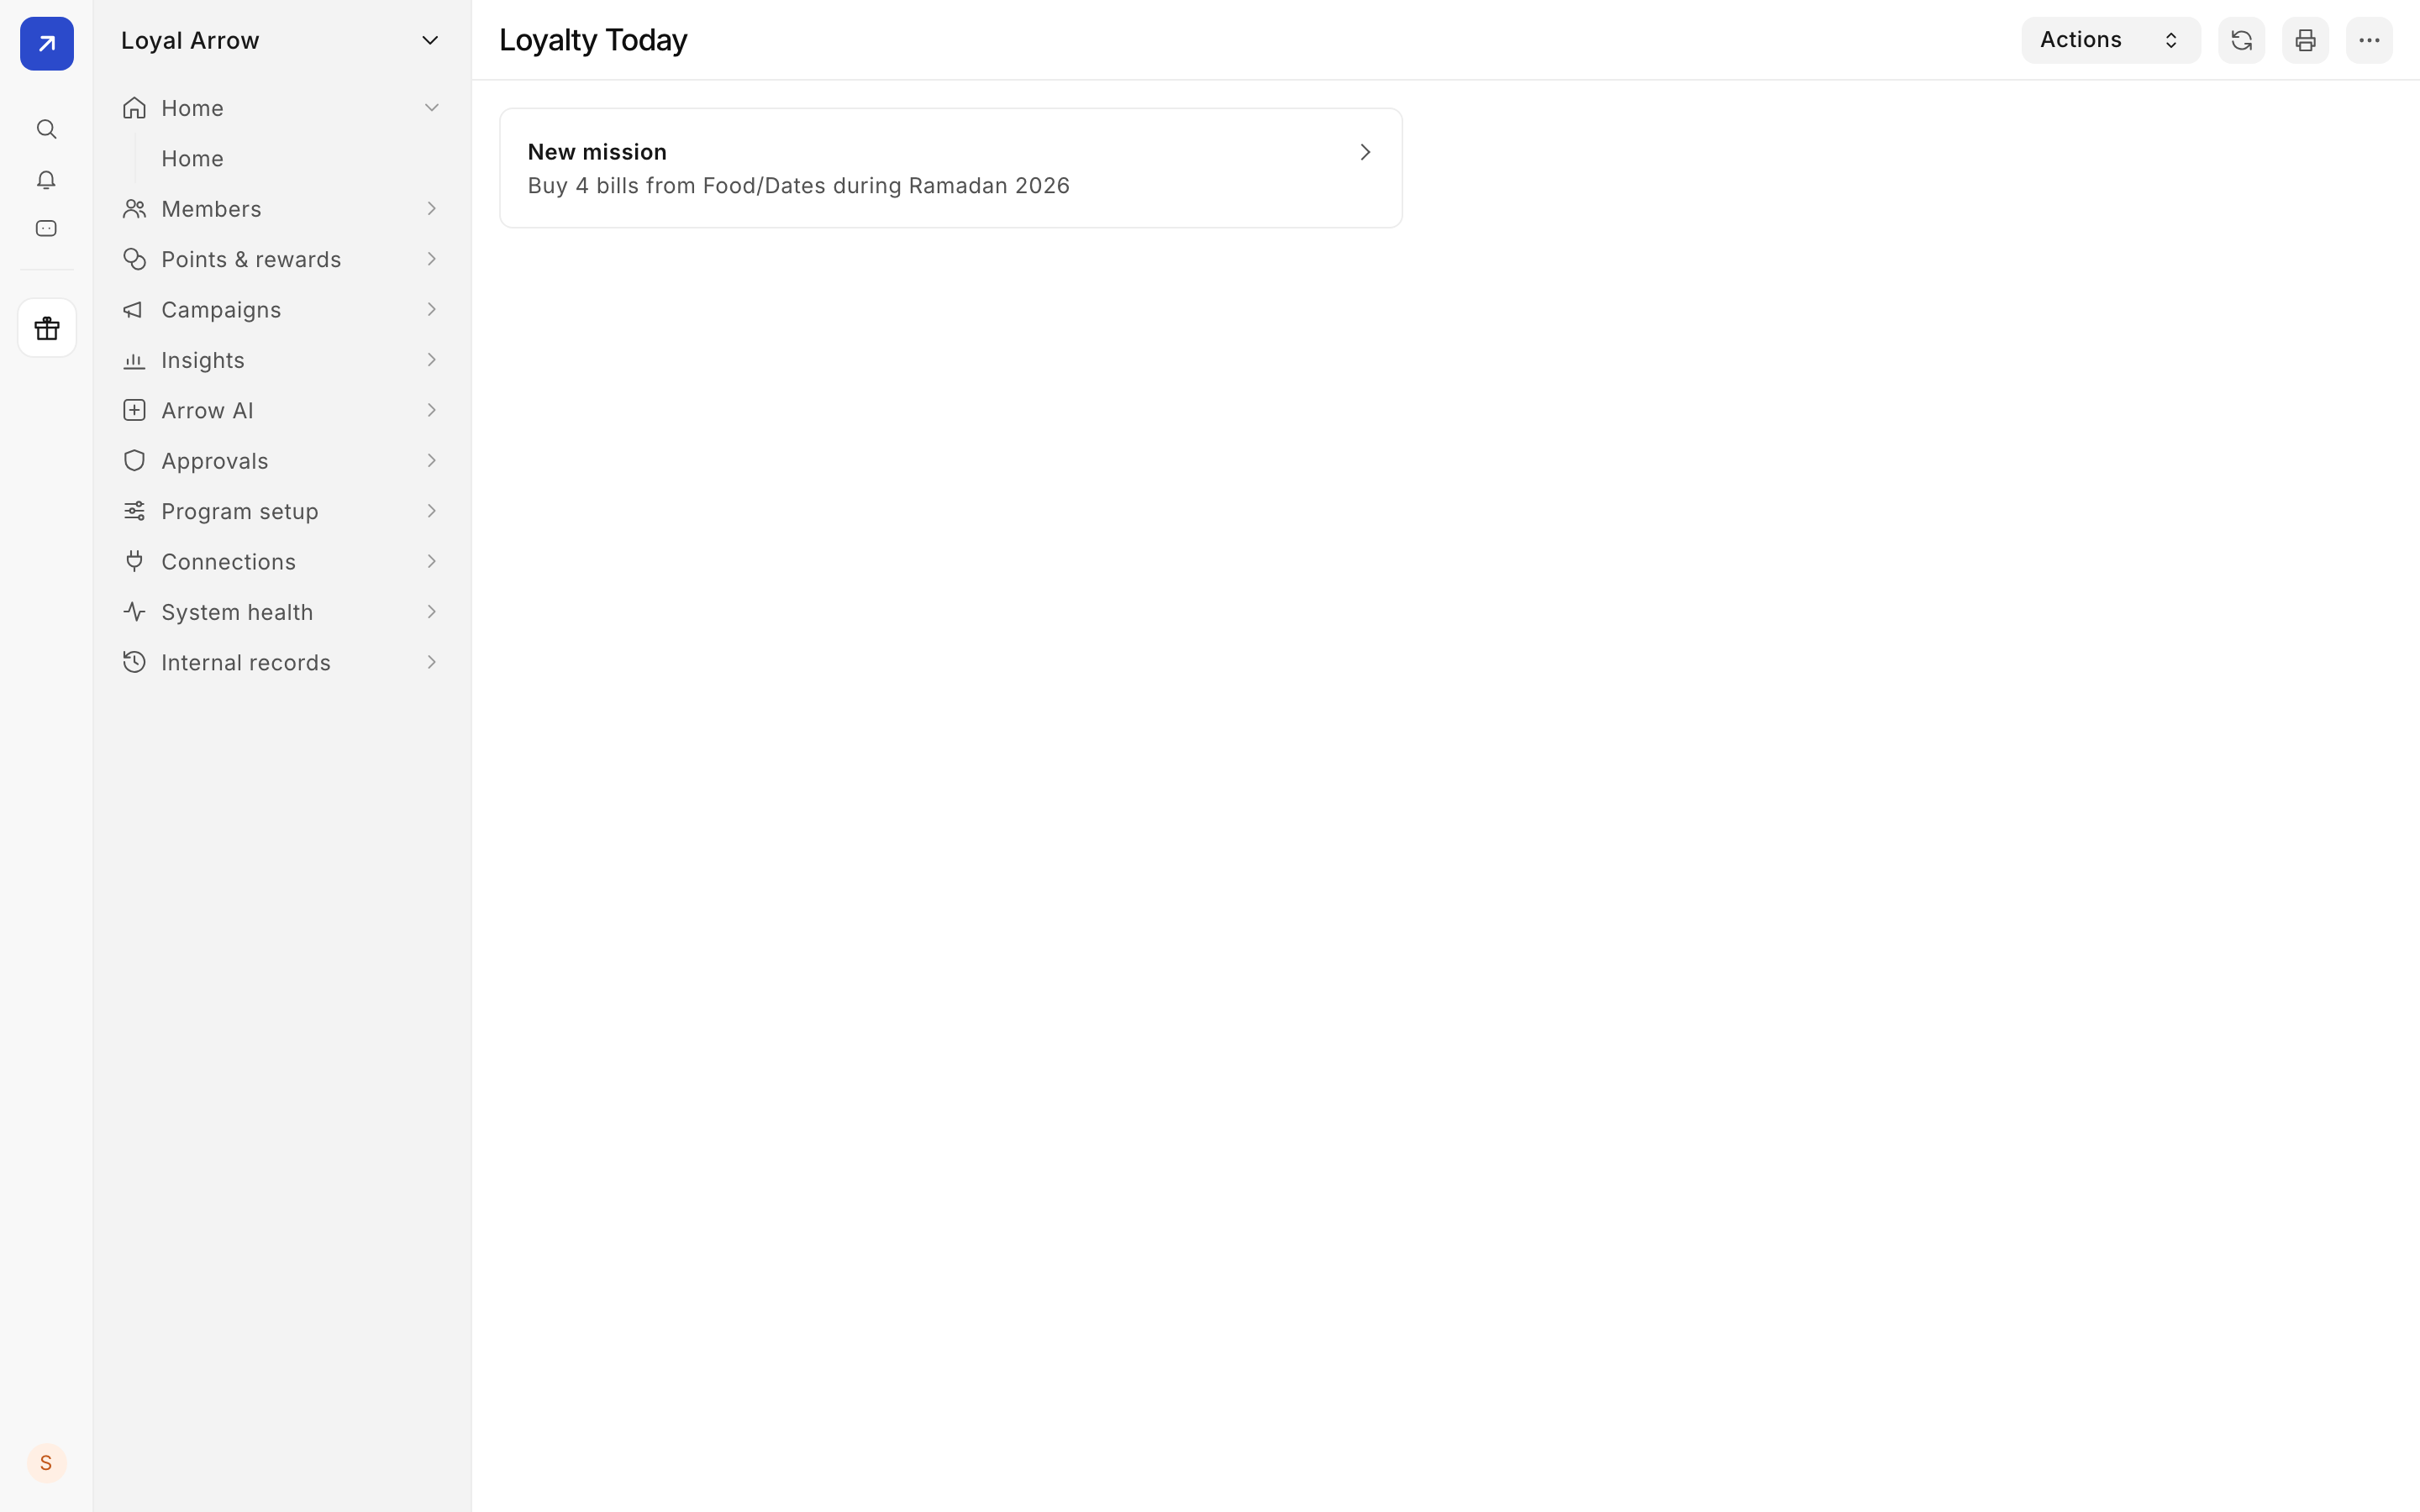 Loyal Arrow
Home
Home
Members
Points & rewards
Campaigns
Insights
Arrow AI
Approvals
Program setup
Connections
System health
Internal records
S
Loyalty Today
Actions
New mission
Buy 4 bills from Food/Dates during Ramadan 2026